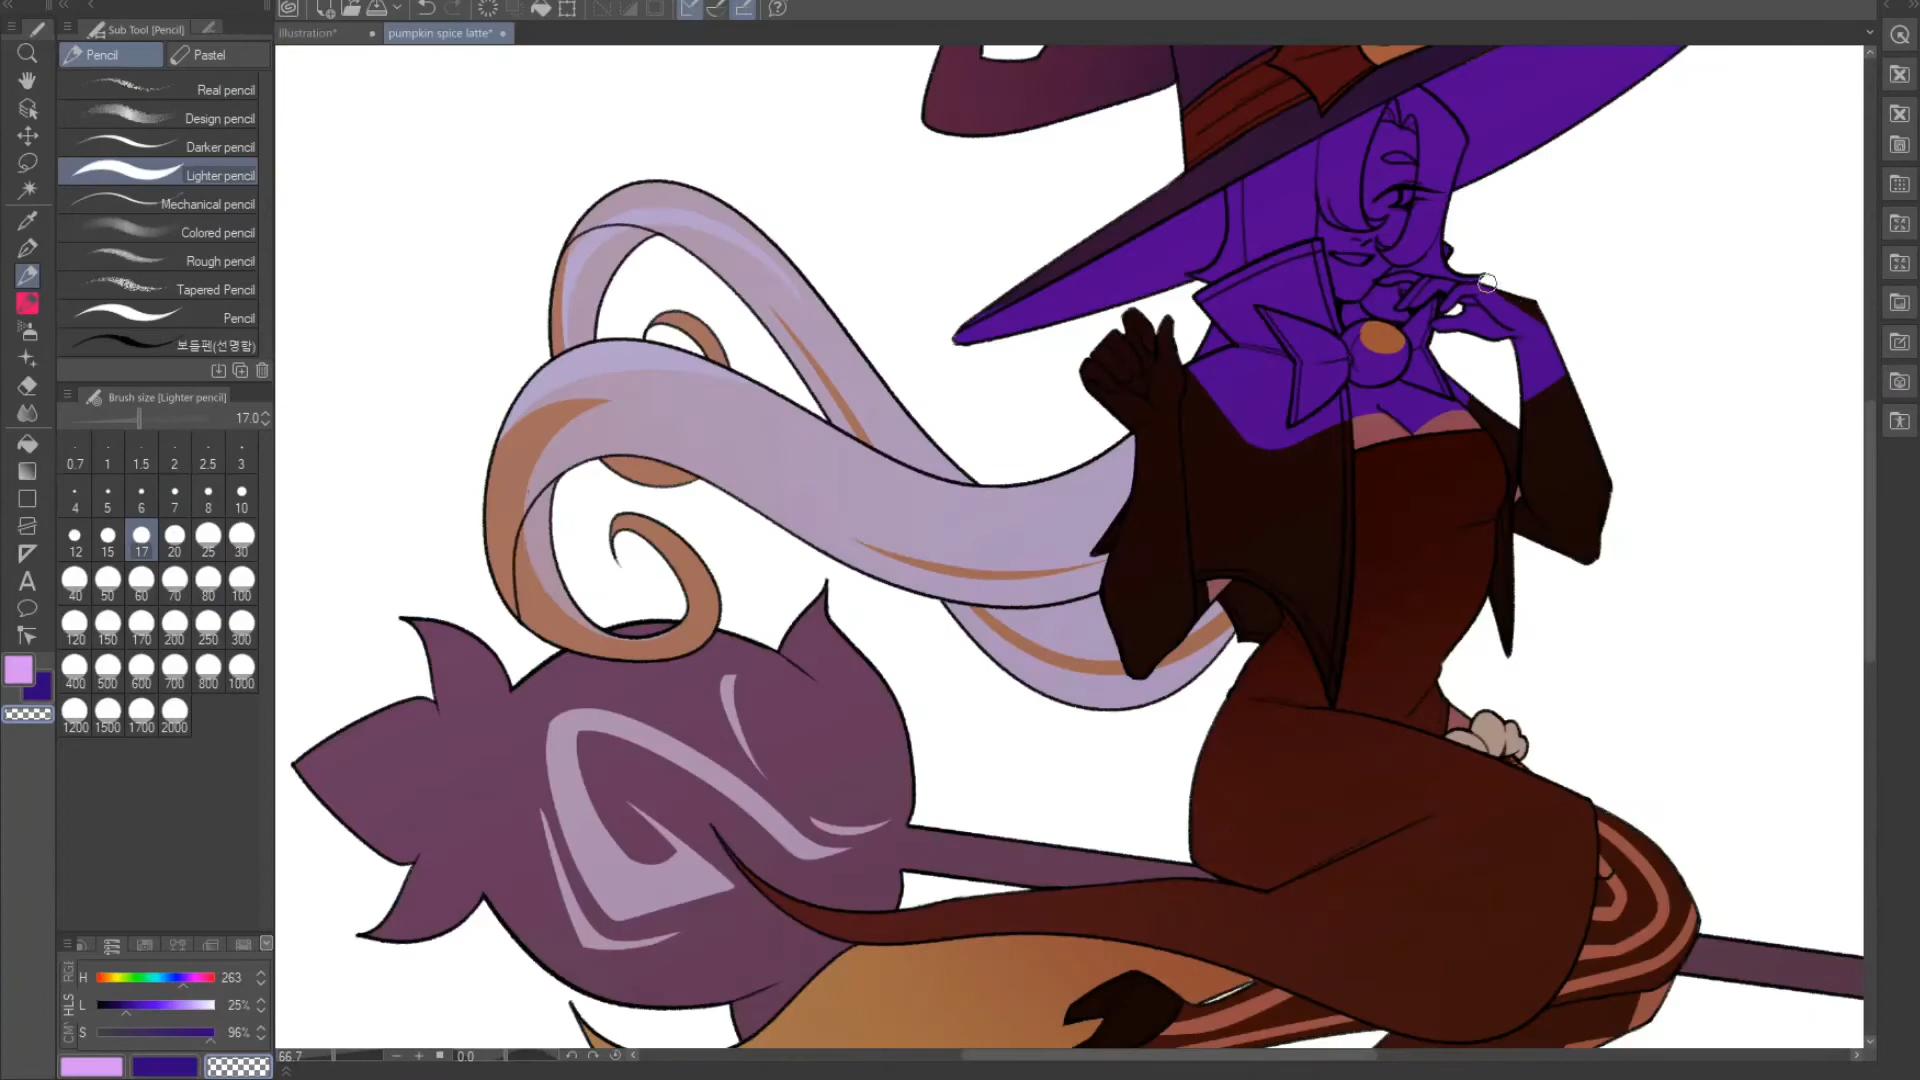 Sub Tool [Pencil]
illustration*
pumpkin spice latte*
Pencil
Pastel
Real pencil
Design pencil
Darker pencil
Lighter pencil
Mechanical pencil
Colored pencil
Rough pencil
Tapered Pencil
Pencil
보들펜(선명함)
Brush size [Lighter pencil]
17.0
0.7 1 1.5 2 2.5 3
4 5 6 7 8 10
12 15 17 20 25 30
40 50 60 70 80 100
120 150 170 200 250 300
400 500 600 700 800 1000
1200 1500 1700 2000
H 263
L 25%
S 96%
HLS
66.7
0.0